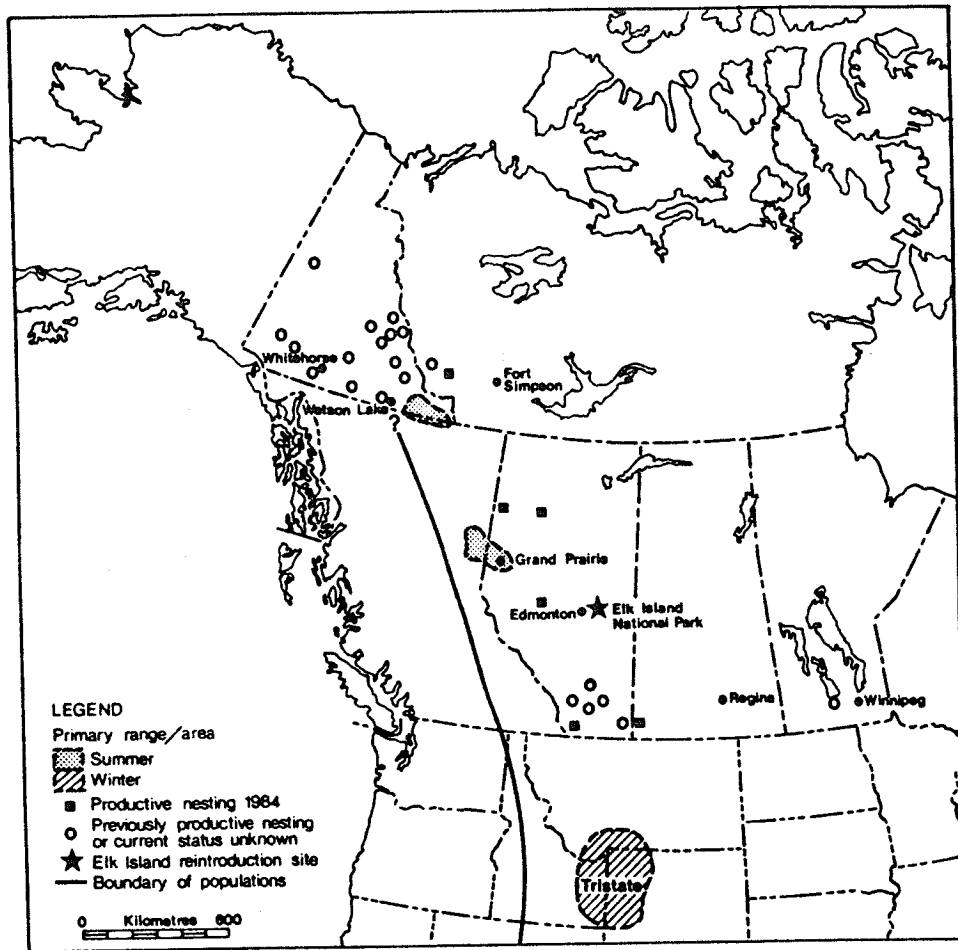 Whitehorse
Fort
Simpson
Watson Lake
?
Grand Prairie
Edmonton
Elk Island
National Park
Regina
Winnipeg
LEGEND
Primary range/area
Summer
Winter
Productive nesting 1984
Previously productive nesting
or current status unknown
Elk Island reintroduction site
Boundary of populations
0 Kilometres 600
Tristate